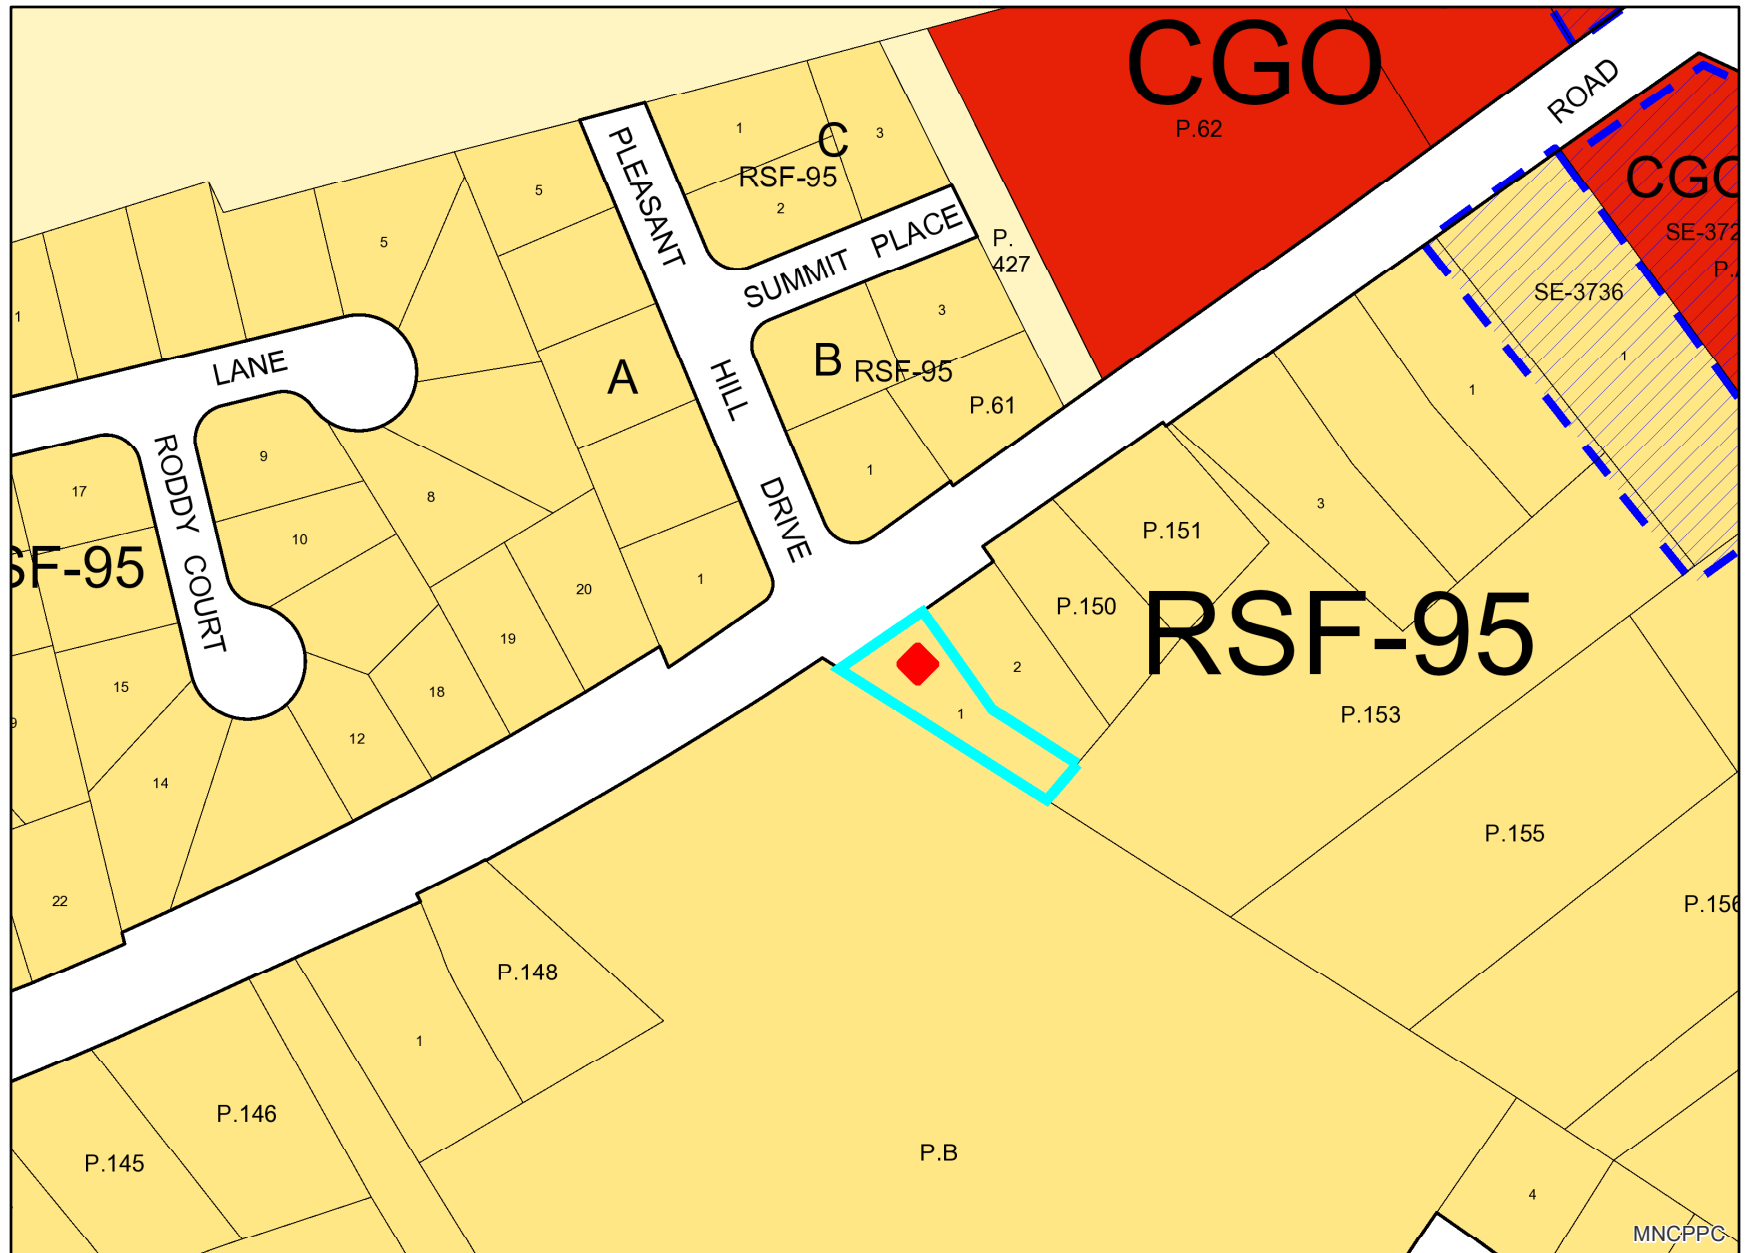 CGO
P.62
ROAD
1
C
3
RSF-95
2
PLEASANT
5
5
SUMMIT PLACE
P.
427
CGO
SE-372
P.
SE-3736
1
1
3
B
RSF-95
A
P.61
HILL
1
1
LANE
RODDY COURT
9
17
8
10
1
3
DRIVE
P.151
SF-95
1
20
19
18
P.150
RSF-95
2
1
P.153
15
12
14
9
22
P.155
P.156
P.148
1
P.146
P.145
P.B
4
MNCPPC